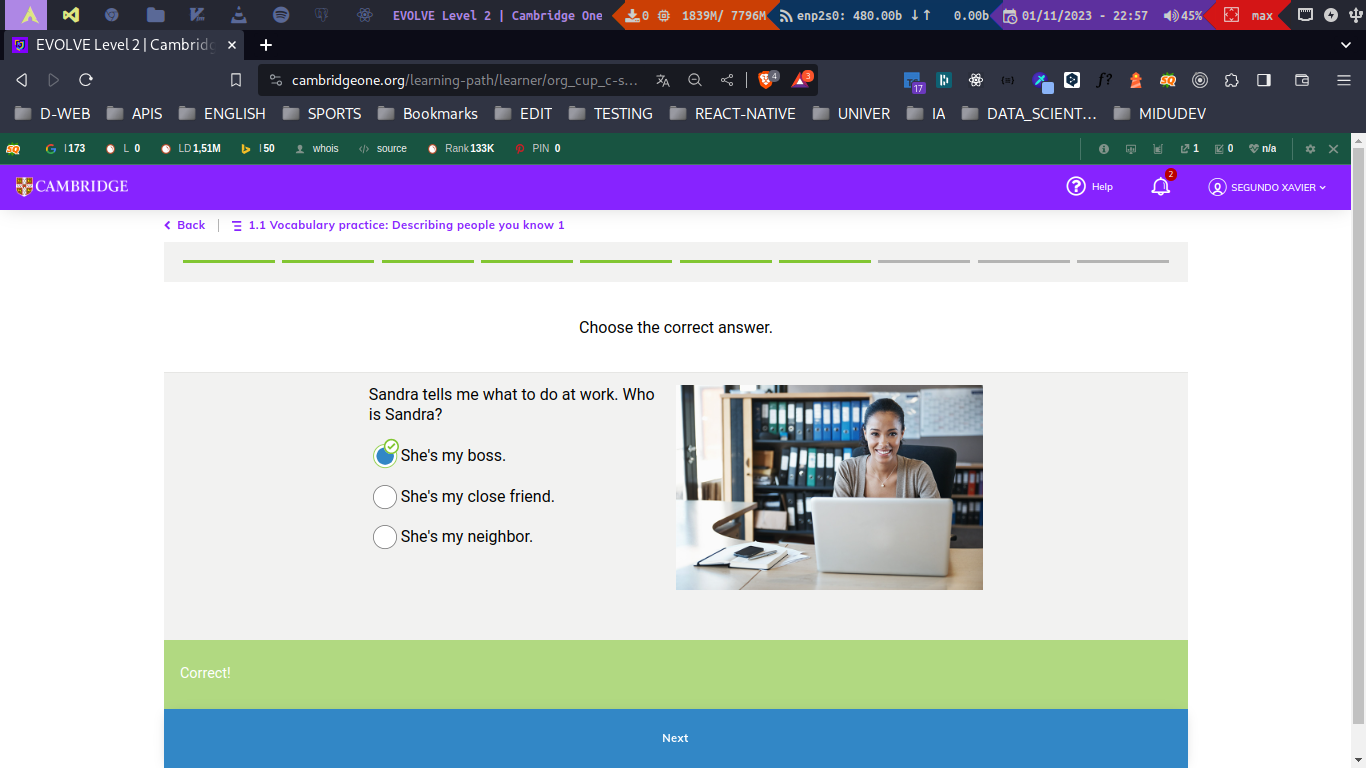 EVOLVE Level 2 | Cambridge One
0
1839M/ 7796M
enp2s0: 480.00b ↓↑ 0.00b
01/11/2023 - 22:57
45%
max
EVOLVE Level 2 | Cambridg
cambridgeone.org/learning-path/learner/org_cup_c-s...
4
3
17
D-WEB
APIS
ENGLISH
SPORTS
Bookmarks
EDIT
TESTING
REACT-NATIVE
UNIVER
IA
DATA_SCIENT...
MIDUDEV
SQ
I 173
L 0
LD 1,51M
I 50
whois
source
Rank 133K
PIN 0
1
0
n/a
CAMBRIDGE
Help
2
SEGUNDO XAVIER
Back
1.1 Vocabulary practice: Describing people you know 1
Choose the correct answer.
Sandra tells me what to do at work. Who
is Sandra?
She's my boss.
She's my close friend.
She's my neighbor.
Correct!
Next